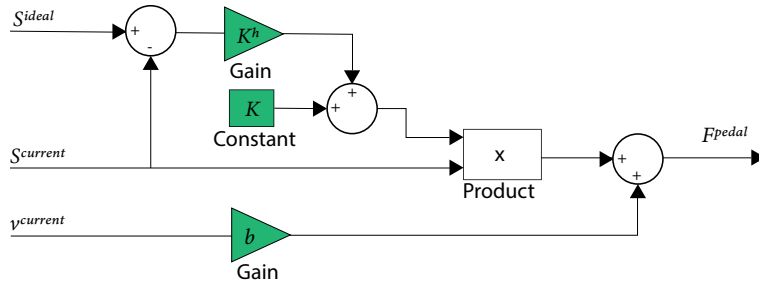 S^ideal
+
-
K^h
Gain
+
K
+
Constant
S^current
x
Product
+
+
F^pedal
v^current
b
Gain